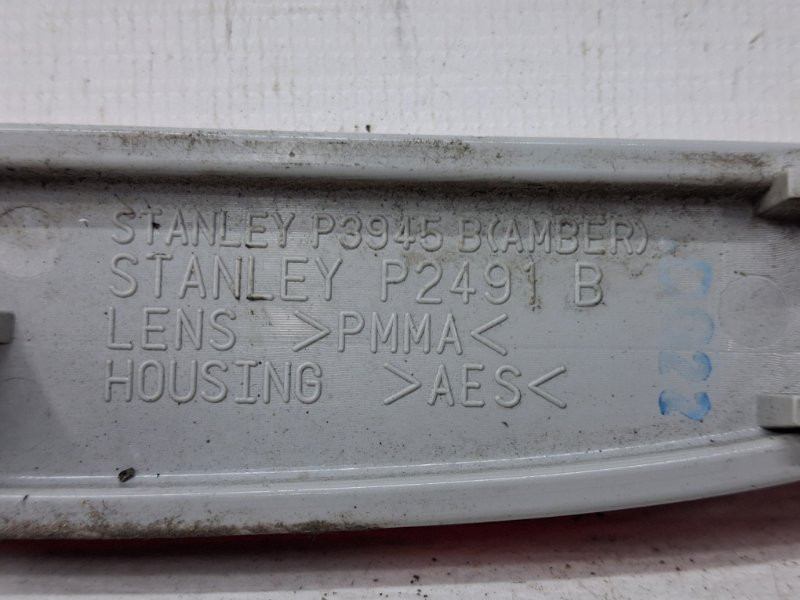 STANLEY P3945 B(AMBER)
STANLEY P2491 B
LENS >PMMA<
HOUSING >AES<